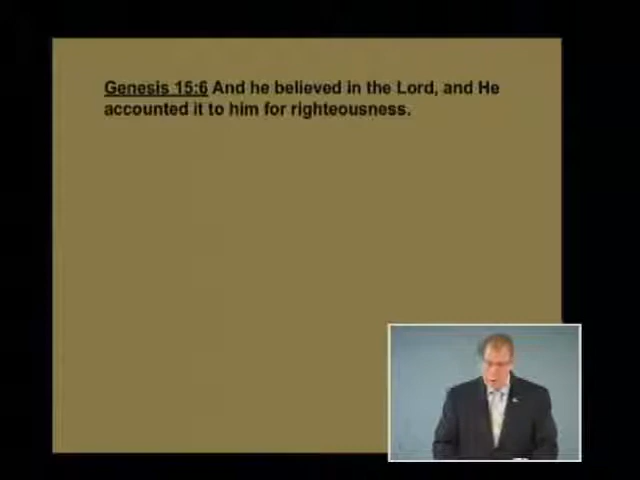 Genesis 15:6 And he believed in the Lord, and He
accounted it to him for righteousness.